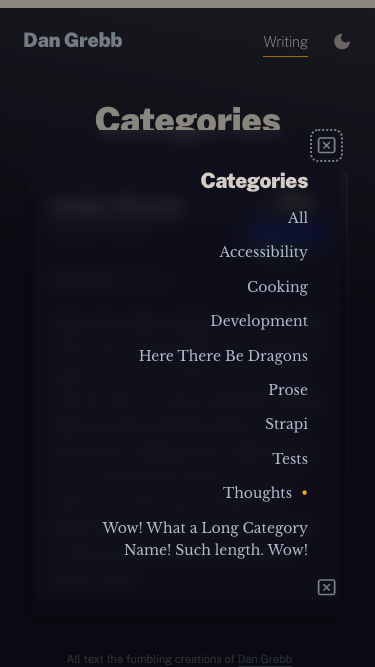 Dan Grebb
Writing
Categories
Categories
All
Accessibility
Cooking
Development
Here There Be Dragons
Prose
Strapi
Tests
Thoughts
Wow! What a Long Category
Name! Such length. Wow!
All text the fumbling creations of Dan Grebb